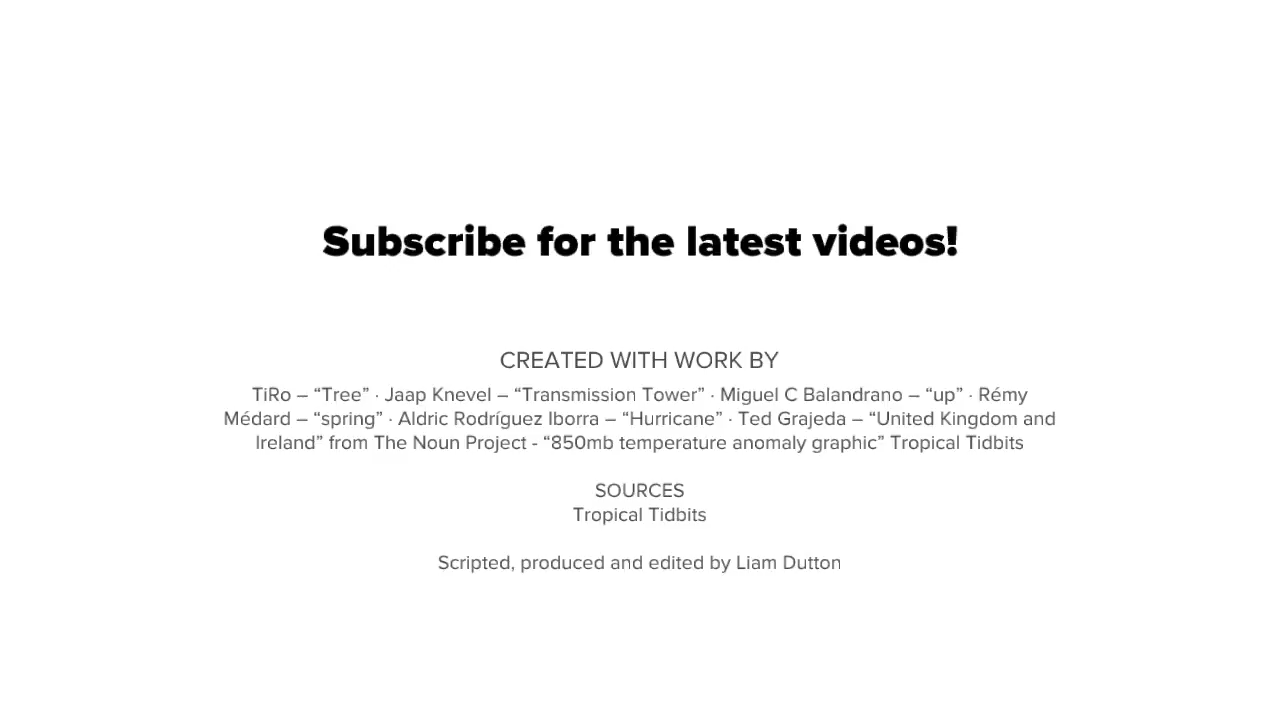 Subscribe for the latest videos!
CREATED WITH WORK BY
TiRo – “Tree” · Jaap Knevel – “Transmission Tower” · Miguel C Balandrano – “up” · Rémy
Médard – “spring” · Aldric Rodríguez Iborra – “Hurricane” · Ted Grajeda – “United Kingdom and
Ireland” from The Noun Project - “850mb temperature anomaly graphic” Tropical Tidbits
SOURCES
Tropical Tidbits
Scripted, produced and edited by Liam Dutton